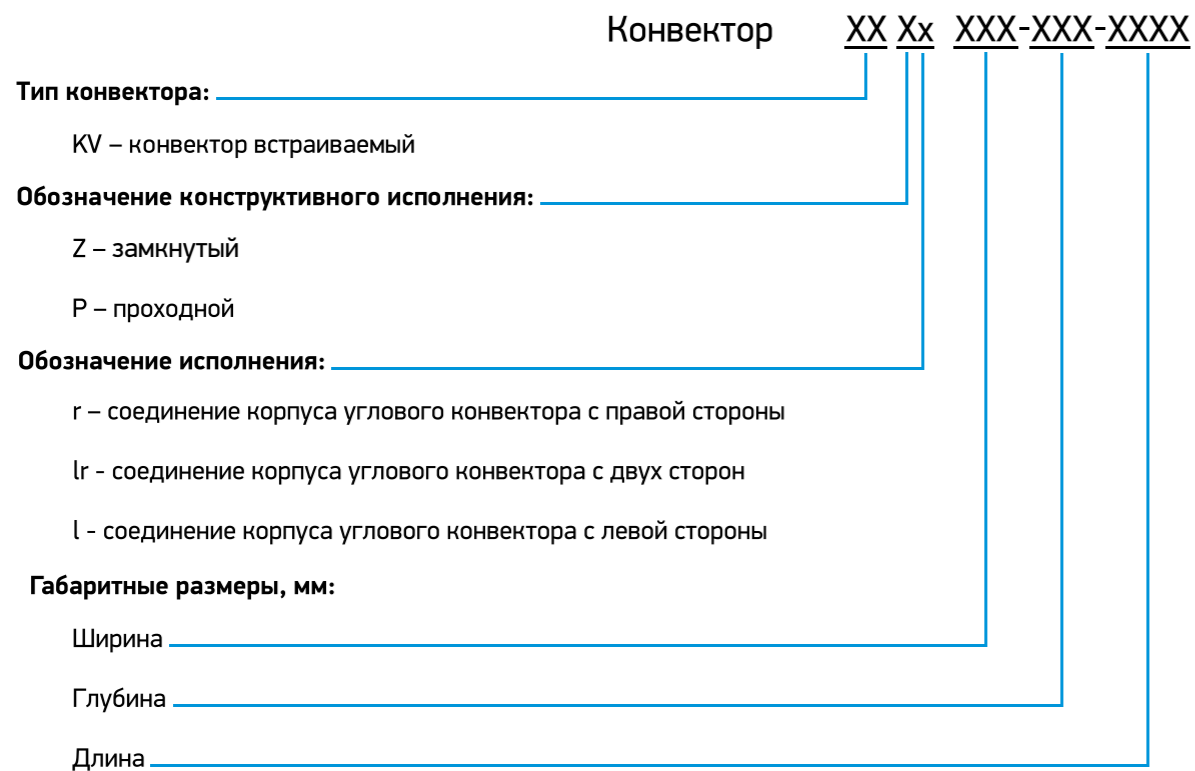 Конвектор XX Xx XXX-XXX-XXXX
Тип конвектора:
KV – конвектор встраиваемый
Обозначение конструктивного исполнения:
Z – замкнутый
P – проходной
Обозначение исполнения:
r – соединение корпуса углового конвектора с правой стороны
lr - соединение корпуса углового конвектора с двух сторон
l - соединение корпуса углового конвектора с левой стороны
Габаритные размеры, мм:
Ширина
Глубина
Длина